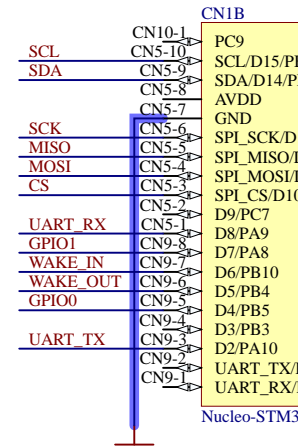 CN1B
CN10-1 PC9
SCL CN5-10 SCL/D15/P
SDA CN5-9 SDA/D14/P
CN5-8 AVDD
CN5-7 GND
SCK CN5-6 SPI_SCK/D
MISO CN5-5 SPI_MISO/
MOSI CN5-4 SPI_MOSI/
CS CN5-3 SPI_CS/D10
CN5-2 D9/PC7
UART_RX CN5-1 D8/PA9
GPIO1 CN9-8 D7/PA8
WAKE_IN CN9-7 D6/PB10
WAKE_OUT CN9-6 D5/PB4
GPIO0 CN9-5 D4/PB5
CN9-4 D3/PB3
UART_TX CN9-3 D2/PA10
CN9-2 UART_TX/
CN9-1 UART_RX/
Nucleo-STM3